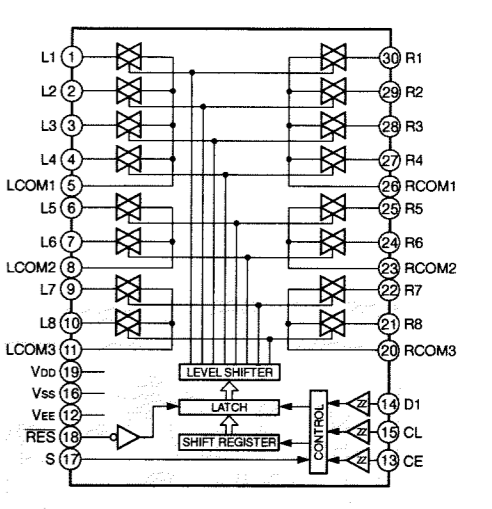 L1 1 30 R1
L2 2 29 R2
L3 3 28 R3
L4 4 27 R4
LCOM1 5 26 RCOM1
L5 6 25 R5
L6 7 24 R6
LCOM2 8 23 RCOM2
L7 9 22 R7
L8 10 21 R8
LCOM3 11 20 RCOM3
VDD 19 LEVEL SHIFTER
VSS 16
VEE 12 LATCH CONTROL 14 D1
RES 18 SHIFT REGISTER 15 CL
S 17 13 CE